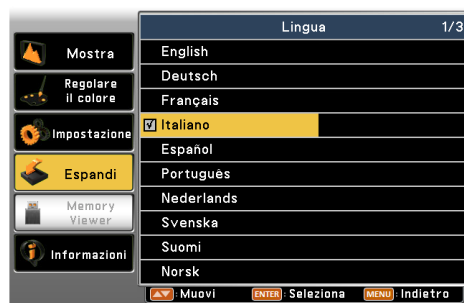 Lingua 1/3
Mostra
Regolare
il colore
Impostazione
Espandi
Memory
Viewer
Informazioni
English
Deutsch
Français
Italiano
Español
Português
Nederlands
Svenska
Suomi
Norsk
▲▼ : Muovi ENTER : Seleziona MENU : Indietro